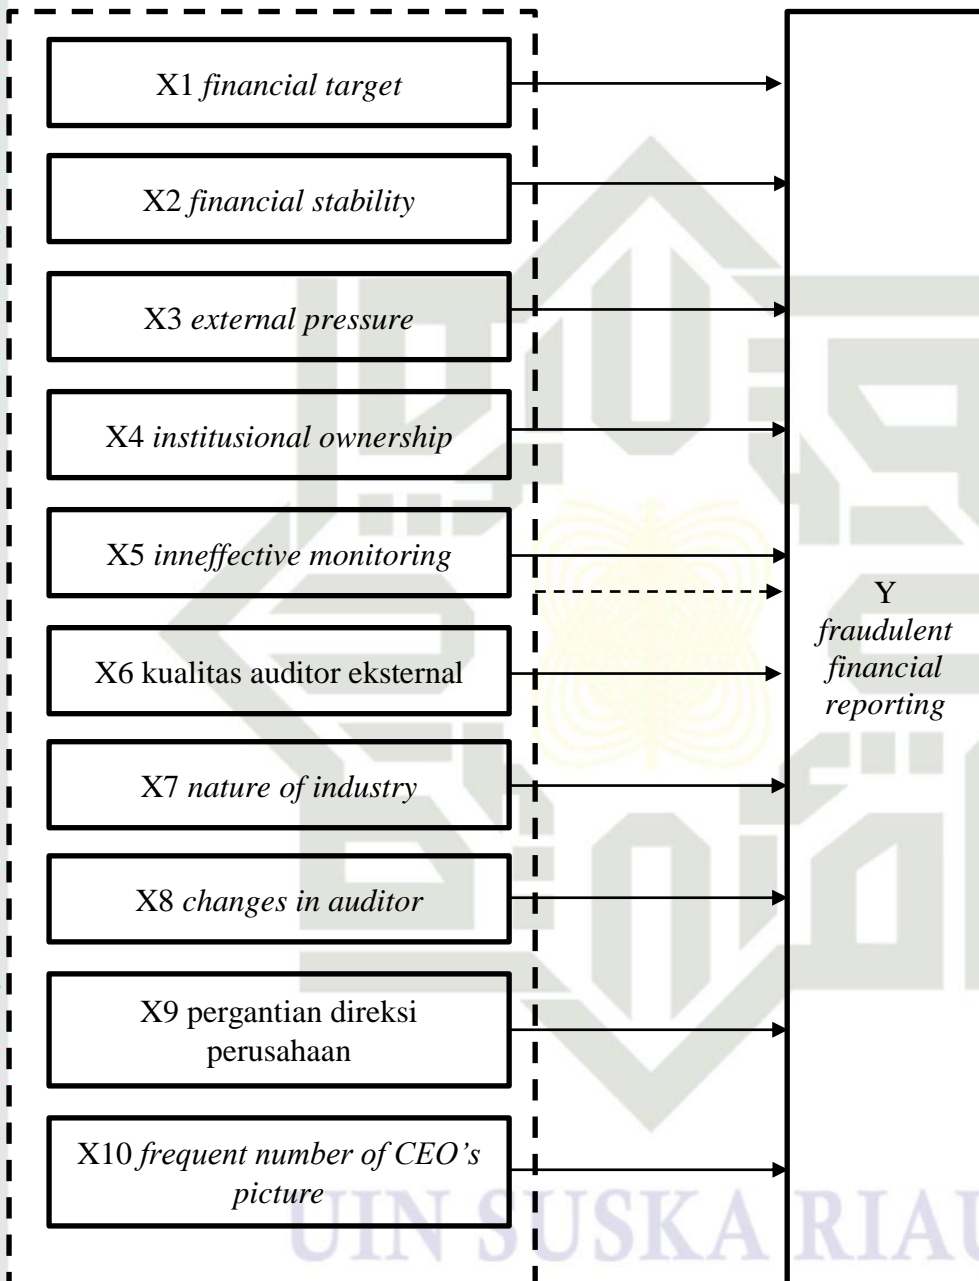 X1 financial target
X2 financial stability
X3 external pressure
X4 institusional ownership
X5 inneffective monitoring
X6 kualitas auditor eksternal
X7 nature of industry
X8 changes in auditor
X9 pergantian direksi
perusahaan
X10 frequent number of CEO’s
picture
Y
fraudulent
financial
reporting
UIN SUSKA RIAU